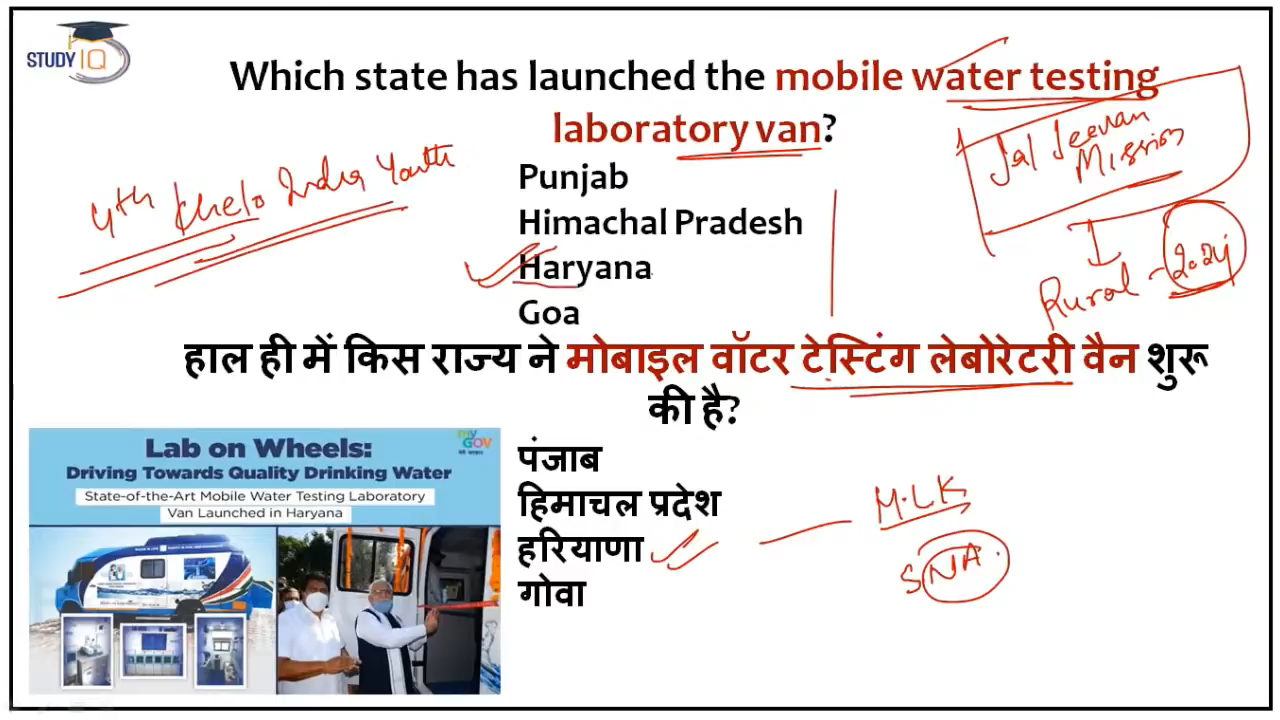 STUDY IQ
Which state has launched the mobile water testing
laboratory van?
4th Khelo India Youth
Jal Jeevan
Mission
Rural - 2024
Punjab
Himachal Pradesh
Haryana
Goa
हाल ही में किस राज्य ने मोबाइल वॉटर टेस्टिंग लेबोरेटरी वैन शुरू
की है?
पंजाब
हिमाचल प्रदेश
हरियाणा
गोवा
M.L.K
SNA.
my
GOV
Lab on Wheels:
Driving Towards Quality Drinking Water
State-of-the-Art Mobile Water Testing Laboratory
Van Launched in Haryana